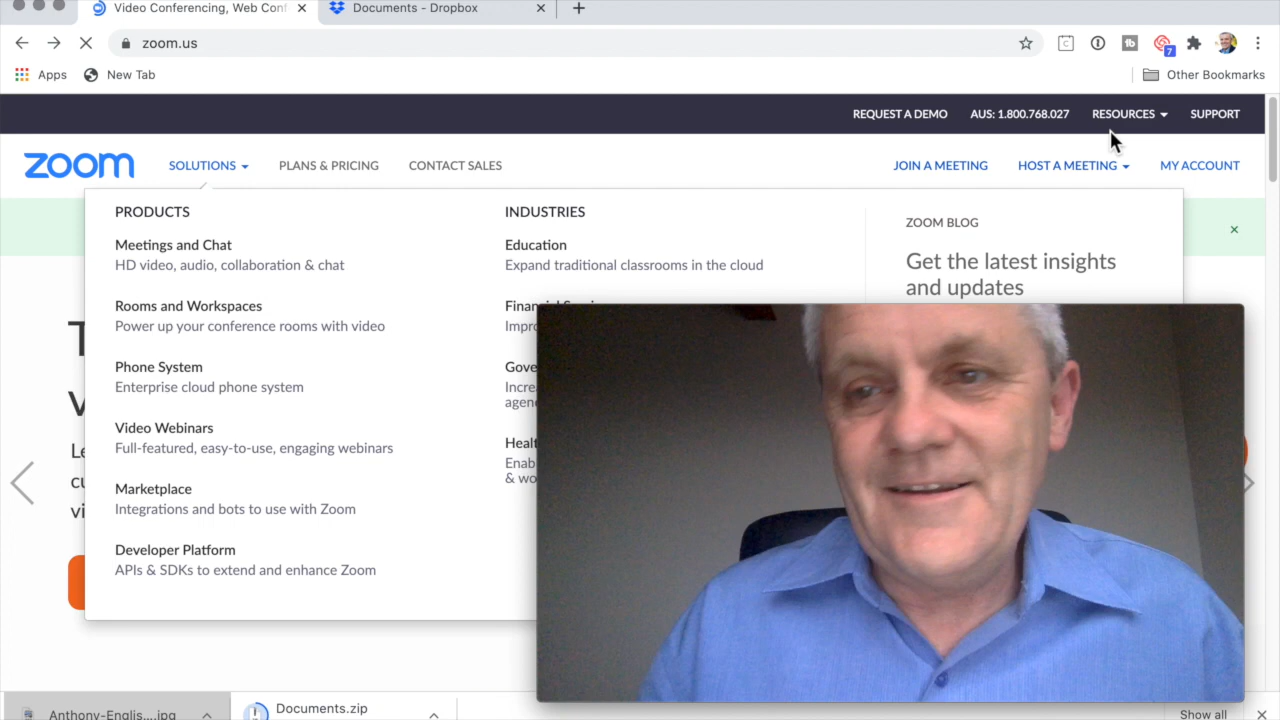 Video Conferencing, Web Conf
Documents - Dropbox
zoom.us
7
Apps
New Tab
Other Bookmarks
REQUEST A DEMO
AUS: 1.800.768.027
RESOURCES
SUPPORT
zoom
SOLUTIONS
PLANS & PRICING
CONTACT SALES
JOIN A MEETING
HOST A MEETING
MY ACCOUNT
PRODUCTS
Meetings and Chat
HD video, audio, collaboration & chat
Rooms and Workspaces
Power up your conference rooms with video
Phone System
Enterprise cloud phone system
Video Webinars
Full-featured, easy-to-use, engaging webinars
Marketplace
Integrations and bots to use with Zoom
Developer Platform
APIs & SDKs to extend and enhance Zoom
INDUSTRIES
Education
Expand traditional classrooms in the cloud
ZOOM BLOG
Get the latest insights
and updates
Anthony-Englis....jpg
Documents.zip
Show all